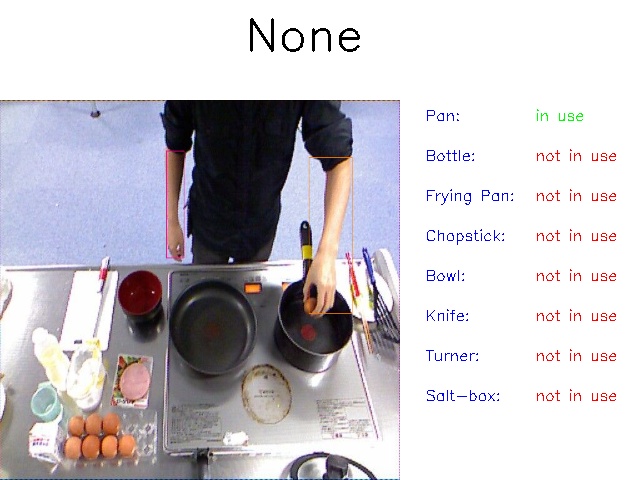 None
Pan: in use
Bottle: not in use
Frying Pan: not in use
Chopstick: not in use
Bowl: not in use
Knife: not in use
Turner: not in use
Salt-box: not in use